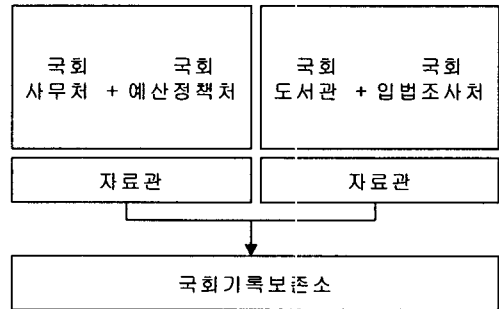 국회 국회
사무처 + 예산정책처
국회 국회
도서관 + 입법조사처
자료관
자료관
국회기록보존소